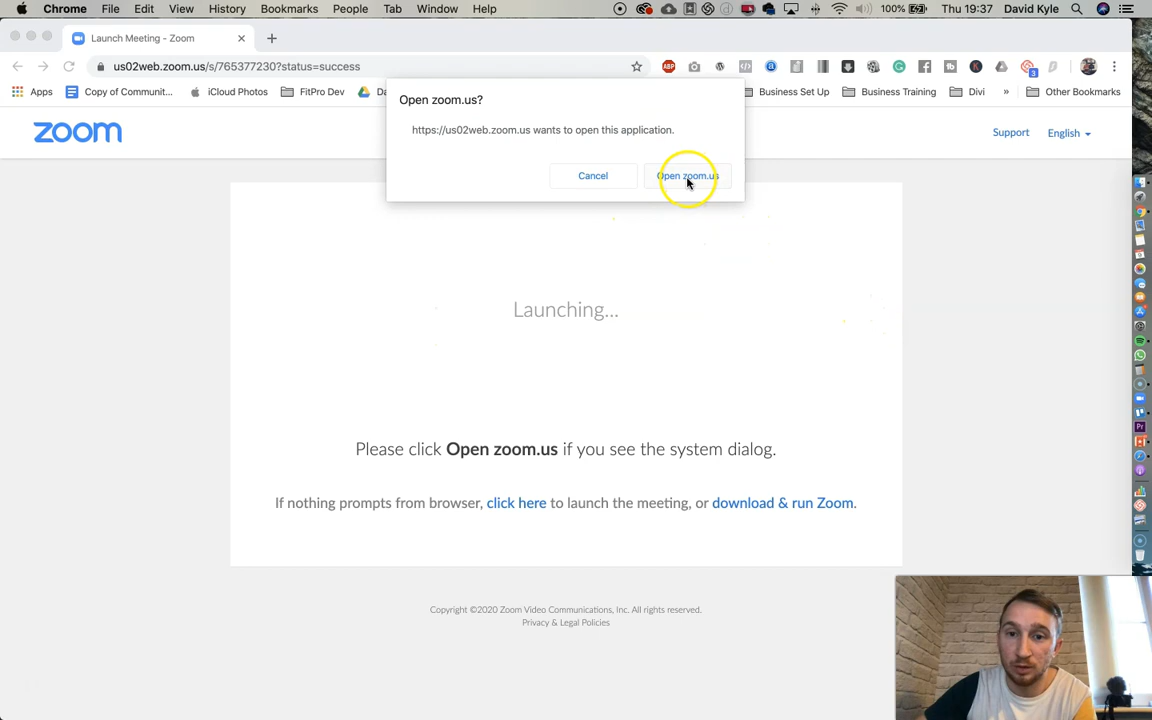 Chrome File Edit View History Bookmarks People Tab Window Help 100% Thu 19:37 David Kyle
Launch Meeting - Zoom
us02web.zoom.us/s/765377230?status=success
ABP 3
Apps Copy of Communit... iCloud Photos FitPro Dev Business Set Up Business Training Divi » Other Bookmarks
Open zoom.us?
https://us02web.zoom.us wants to open this application.
Cancel Open zoom.us
zoom Support English
Launching...
Please click Open zoom.us if you see the system dialog.
If nothing prompts from browser, click here to launch the meeting, or download & run Zoom.
Copyright ©2020 Zoom Video Communications, Inc. All rights reserved.
Privacy & Legal Policies